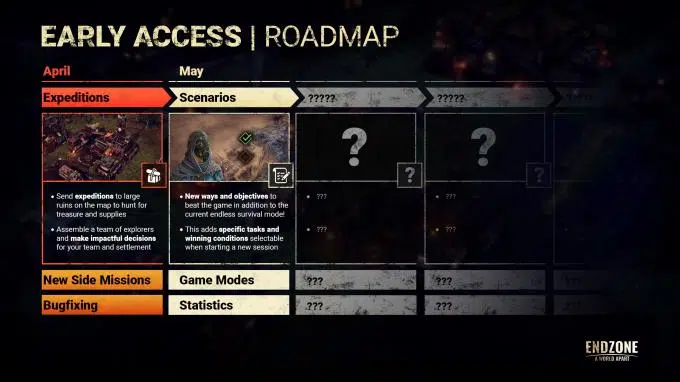 EARLY ACCESS | ROADMAP
April
May
Expeditions
Scenarios
?????
?????
?
?
?
?
• Send expeditions to large
ruins on the map to hunt for
treasure and supplies
• Assemble a team of explorers
and make impactful decisions
for your team and settlement
• New ways and objectives to
beat the game in addition to the
current endless survival mode!
• This adds specific tasks and
winning conditions selectable
when starting a new session
• ???
• ???
• ???
• ???
New Side Missions
Game Modes
???
???
???
Bugfixing
Statistics
???
???
???
ENDZONE
A WORLD APART